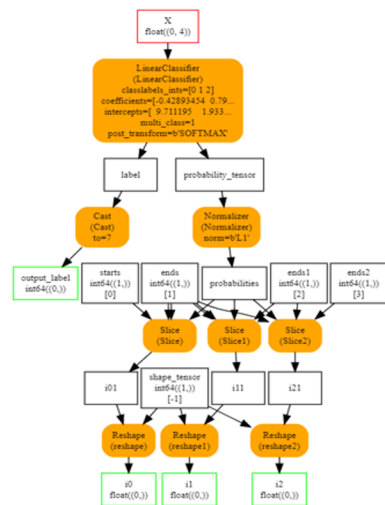 X
float((0, 4))
LinearClassifier
(LinearClassifier)
classlabels_ints=[0 1 2]
coefficients=[-0.42893454 0.79...
intercepts=[ 9.711195 1.933...
multi_class=1
post_transform=b'SOFTMAX'
label
probability_tensor
Cast
(Cast)
to=7
Normalizer
(Normalizer)
norm=b'L1'
output_label
int64((0,))
starts
int64((1,))
[0]
ends
int64((1,))
[1]
probabilities
ends1
int64((1,))
[2]
ends2
int64((1,))
[3]
Slice
(Slice)
Slice
(Slice1)
Slice
(Slice2)
i01
shape_tensor
int64((1,))
[-1]
i11
i21
Reshape
(reshape)
Reshape
(reshape1)
Reshape
(reshape2)
i0
float((0,))
i1
float((0,))
i2
float((0,))